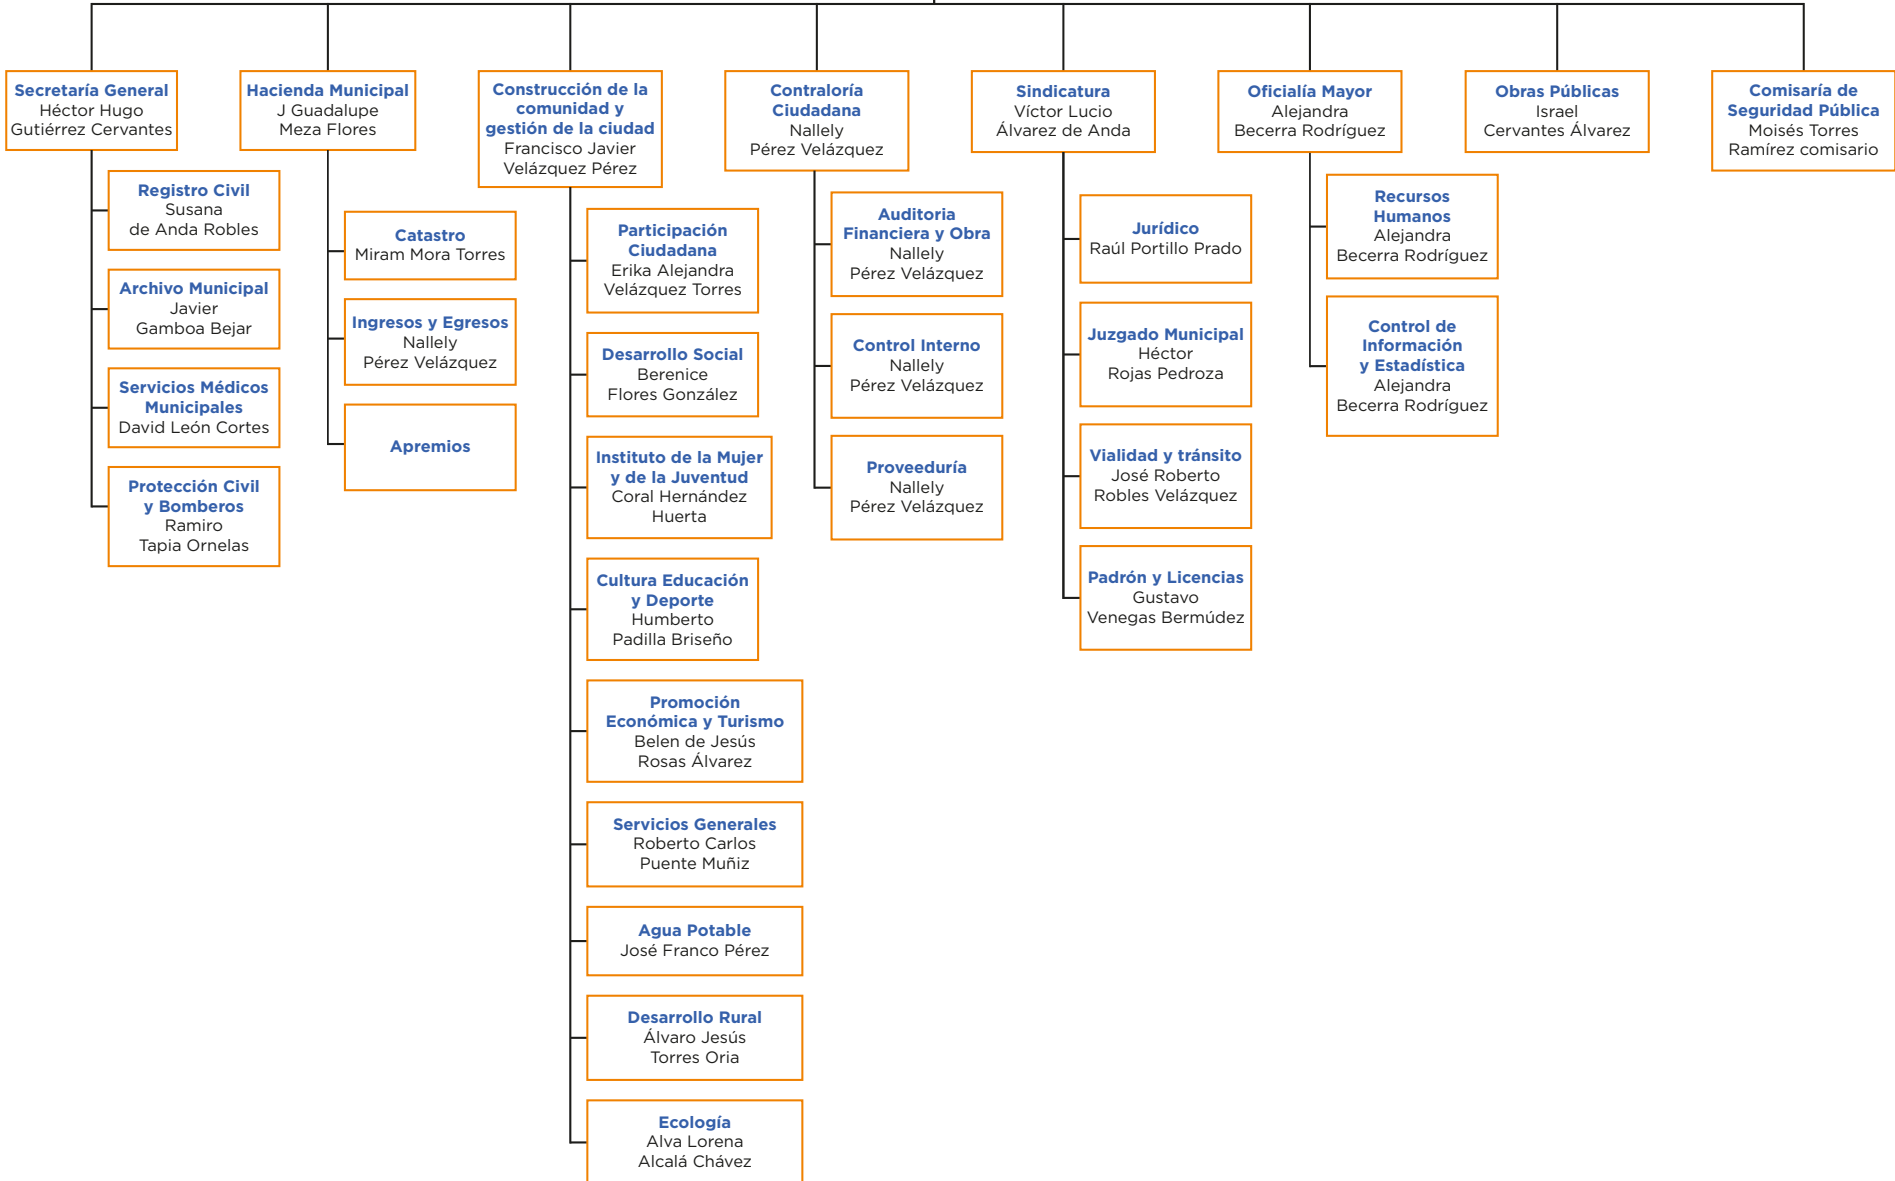 Secretaría General
Héctor Hugo
Gutiérrez Cervantes
Registro Civil
Susana
de Anda Robles
Archivo Municipal
Javier
Gamboa Bejar
Servicios Médicos
Municipales
David León Cortes
Protección Civil
y Bomberos
Ramiro
Tapia Ornelas
Hacienda Municipal
J Guadalupe
Meza Flores
Catastro
Miram Mora Torres
Ingresos y Egresos
Nallely
Pérez Velázquez
Apremios
Construcción de la
comunidad y
gestión de la ciudad
Francisco Javier
Velázquez Pérez
Participación
Ciudadana
Erika Alejandra
Velázquez Torres
Desarrollo Social
Berenice
Flores González
Instituto de la Mujer
y de la Juventud
Coral Hernández
Huerta
Cultura Educación
y Deporte
Humberto
Padilla Briseño
Promoción
Económica y Turismo
Belen de Jesús
Rosas Álvarez
Servicios Generales
Roberto Carlos
Puente Muñiz
Agua Potable
José Franco Pérez
Desarrollo Rural
Álvaro Jesús
Torres Oria
Ecología
Alva Lorena
Alcalá Chávez
Contraloría
Ciudadana
Nallely
Pérez Velázquez
Auditoria
Financiera y Obra
Nallely
Pérez Velázquez
Control Interno
Nallely
Pérez Velázquez
Proveeduría
Nallely
Pérez Velázquez
Sindicatura
Víctor Lucio
Álvarez de Anda
Jurídico
Raúl Portillo Prado
Juzgado Municipal
Héctor
Rojas Pedroza
Vialidad y tránsito
José Roberto
Robles Velázquez
Padrón y Licencias
Gustavo
Venegas Bermúdez
Oficialía Mayor
Alejandra
Becerra Rodríguez
Recursos
Humanos
Alejandra
Becerra Rodríguez
Control de
Información
y Estadística
Alejandra
Becerra Rodríguez
Obras Públicas
Israel
Cervantes Álvarez
Comisaría de
Seguridad Pública
Moisés Torres
Ramírez comisario